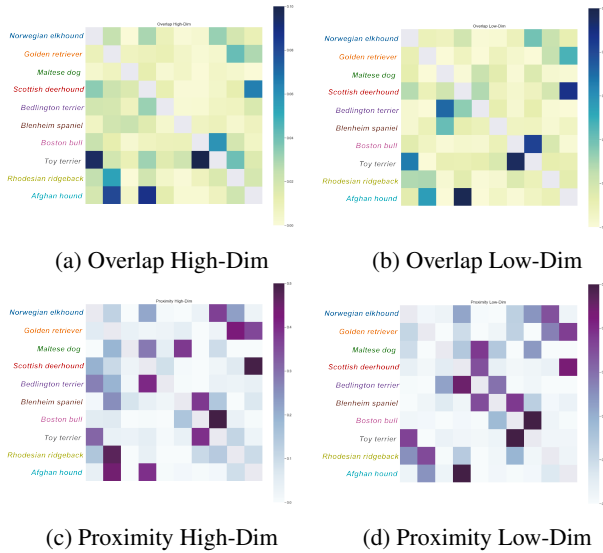 Overlap High-Dim
Overlap Low-Dim
Norwegian elkhound
Golden retriever
Maltese dog
Scottish deerhound
Bedlington terrier
Blenheim spaniel
Boston bull
Toy terrier
Rhodesian ridgeback
Afghan hound
Norwegian elkhound
Golden retriever
Maltese dog
Scottish deerhound
Bedlington terrier
Blenheim spaniel
Boston bull
Toy terrier
Rhodesian ridgeback
Afghan hound
(a) Overlap High-Dim
(b) Overlap Low-Dim
Proximity High-Dim
Proximity Low-Dim
Norwegian elkhound
Golden retriever
Maltese dog
Scottish deerhound
Bedlington terrier
Blenheim spaniel
Boston bull
Toy terrier
Rhodesian ridgeback
Afghan hound
Norwegian elkhound
Golden retriever
Maltese dog
Scottish deerhound
Bedlington terrier
Blenheim spaniel
Boston bull
Toy terrier
Rhodesian ridgeback
Afghan hound
(c) Proximity High-Dim
(d) Proximity Low-Dim